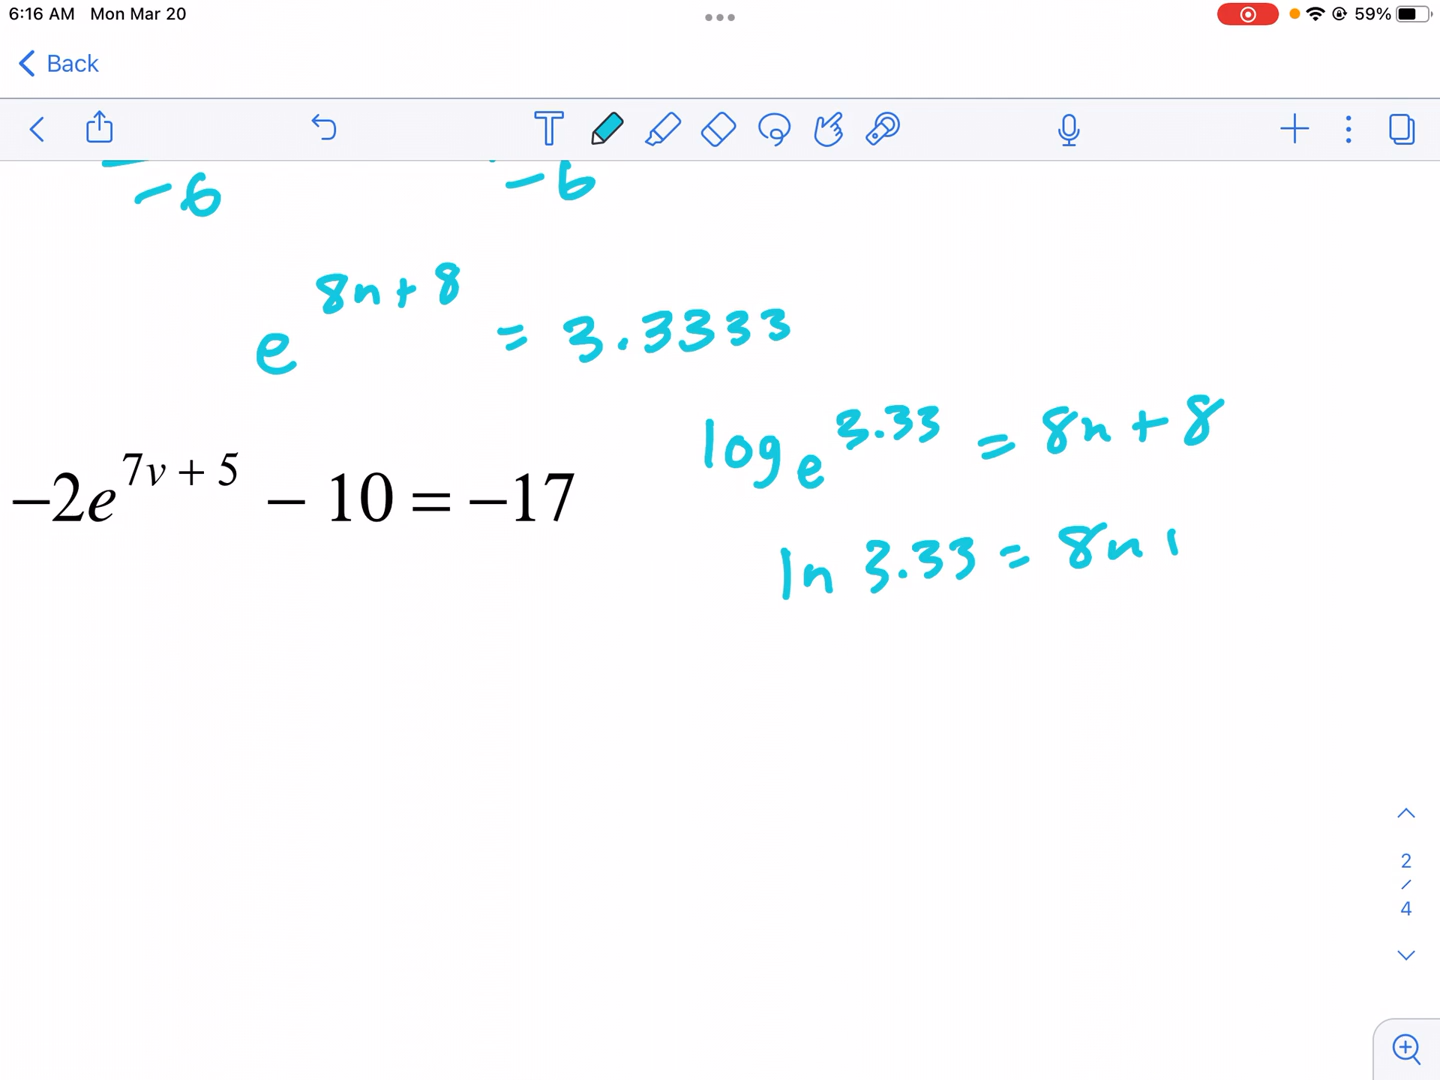 6:16 AM Mon Mar 20
59%
Back
T
-6 -6
e^{8n+8} = 3.3333
log_e 3.33 = 8n+8
−2e^{7v + 5} − 10 = −17
ln 3.33 = 8n
2
/
4